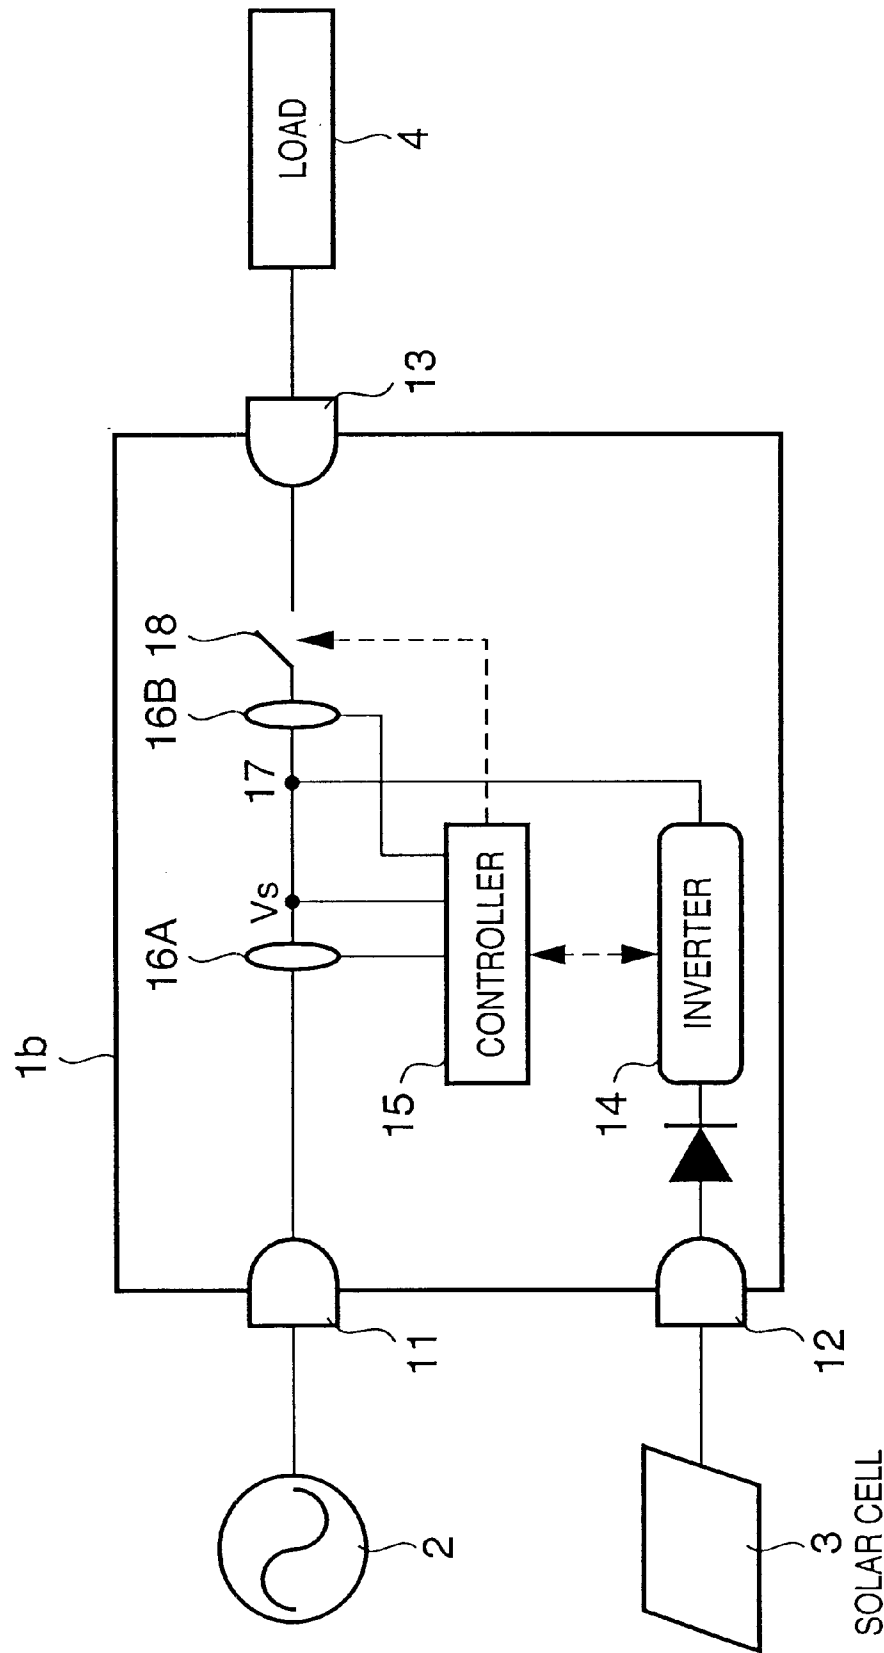 1b
16A
Vs
17
16B
18
11
13
LOAD
4
2
15
CONTROLLER
14
INVERTER
12
3
SOLAR CELL